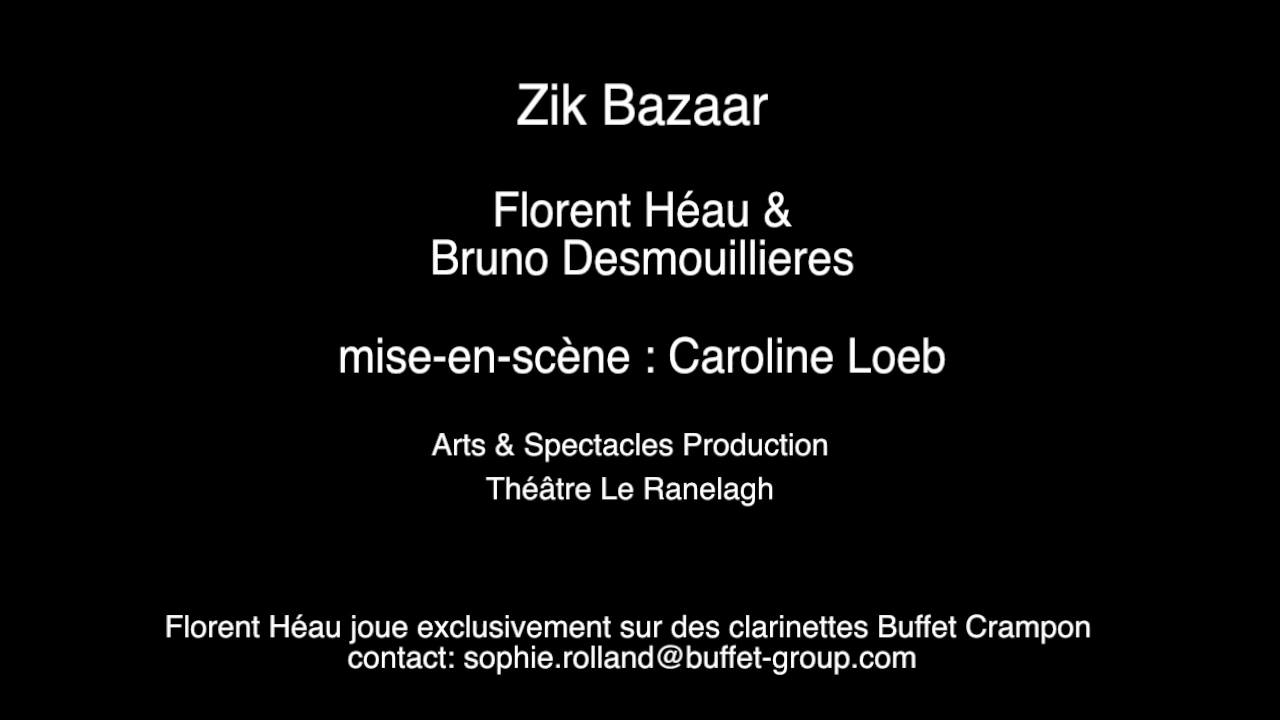 Zik Bazaar
Florent Héau &
Bruno Desmouillieres
mise-en-scène : Caroline Loeb
Arts & Spectacles Production
Théâtre Le Ranelagh
Florent Héau joue exclusivement sur des clarinettes Buffet Crampon
contact: sophie.rolland@buffet-group.com